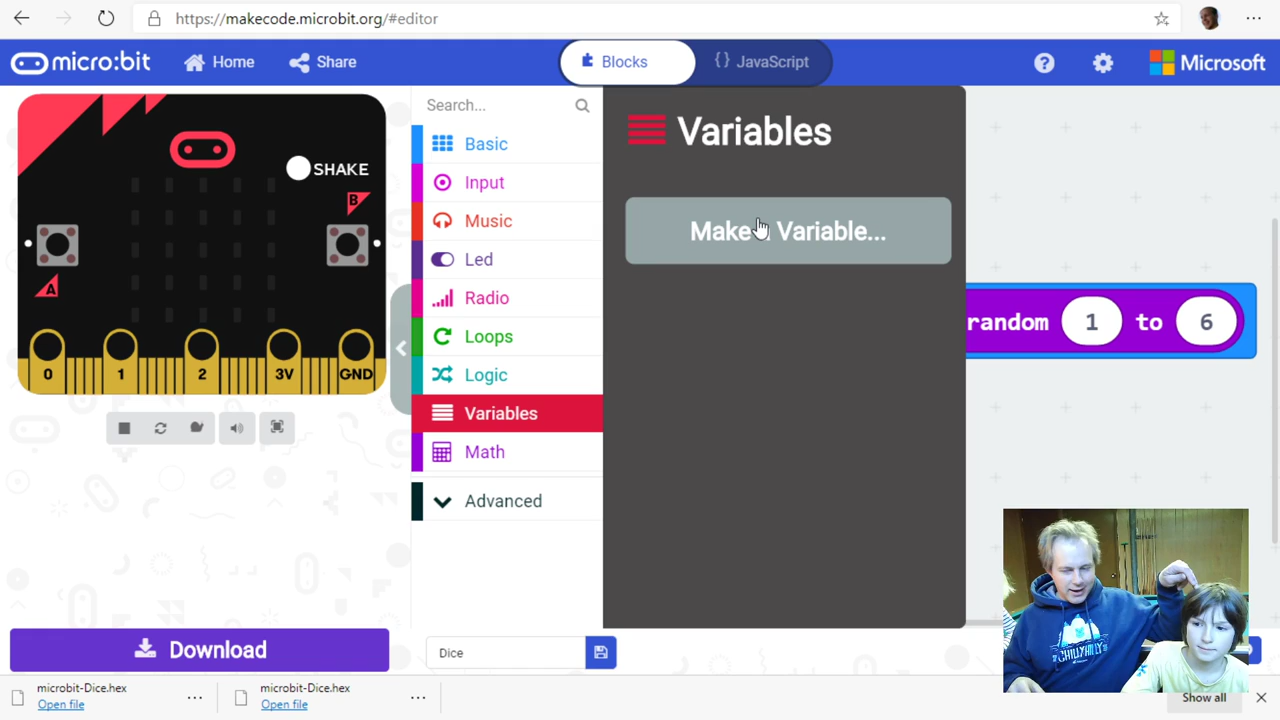 https://makecode.microbit.org/#editor
micro:bit
Home
Share
Blocks
{ } JavaScript
Microsoft
Search...
Basic
Input
Music
Led
Radio
Loops
Logic
Variables
Math
Advanced
Variables
Make Variable...
SHAKE
B
A
0 1 2 3V GND
random 1 to 6
Download
Dice
microbit-Dice.hex
Open file
microbit-Dice.hex
Open file
Show all
CHILLYHILLY